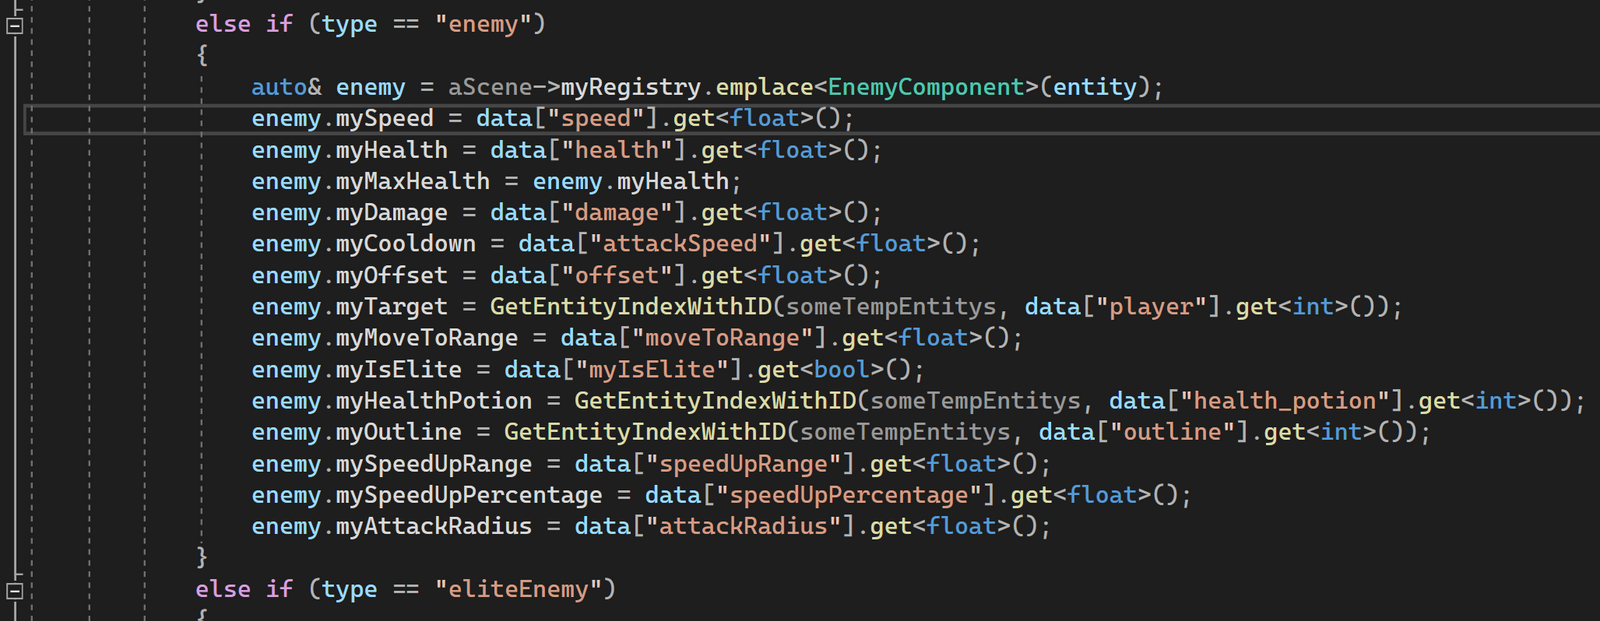 else if (type == "enemy")
{
auto& enemy = aScene->myRegistry.emplace<EnemyComponent>(entity);
enemy.mySpeed = data["speed"].get<float>();
enemy.myHealth = data["health"].get<float>();
enemy.myMaxHealth = enemy.myHealth;
enemy.myDamage = data["damage"].get<float>();
enemy.myCooldown = data["attackSpeed"].get<float>();
enemy.myOffset = data["offset"].get<float>();
enemy.myTarget = GetEntityIndexWithID(someTempEntitys, data["player"].get<int>());
enemy.myMoveToRange = data["moveToRange"].get<float>();
enemy.myIsElite = data["myIsElite"].get<bool>();
enemy.myHealthPotion = GetEntityIndexWithID(someTempEntitys, data["health_potion"].get<int>());
enemy.myOutline = GetEntityIndexWithID(someTempEntitys, data["outline"].get<int>());
enemy.mySpeedUpRange = data["speedUpRange"].get<float>();
enemy.mySpeedUpPercentage = data["speedUpPercentage"].get<float>();
enemy.myAttackRadius = data["attackRadius"].get<float>();
}
else if (type == "eliteEnemy")
{